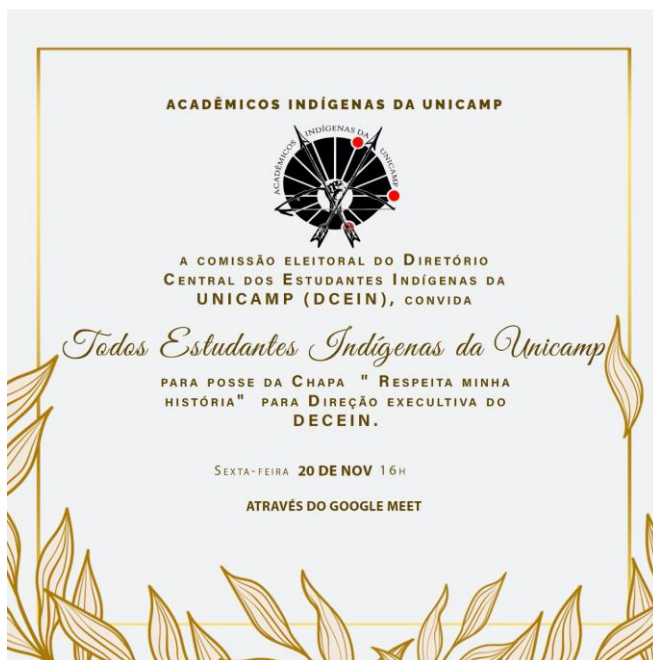 ACADÊMICOS INDÍGENAS DA UNICAMP
ACADÊMICOS INDÍGENAS DA UNICAMP
A COMISSÃO ELEITORAL DO DIRETÓRIO
CENTRAL DOS ESTUDANTES INDÍGENAS DA
UNICAMP (DCEIN), CONVIDA
Todos Estudantes Indígenas da Unicamp
PARA POSSE DA CHAPA " RESPEITA MINHA
HISTÓRIA" PARA DIREÇÃO EXECULTIVA DO
DECEIN.
SEXTA-FEIRA 20 DE NOV 16H
ATRAVÉS DO GOOGLE MEET